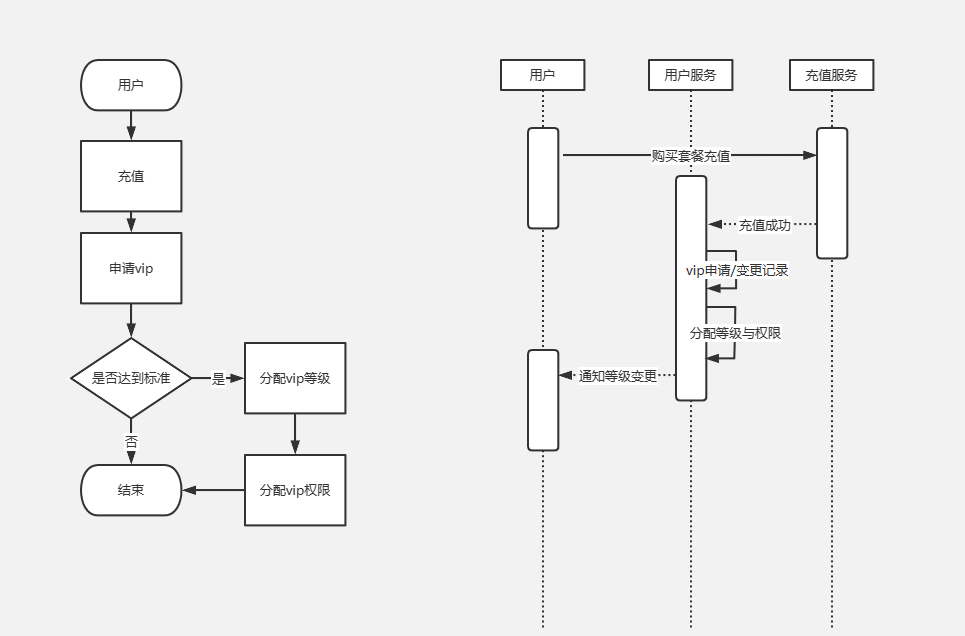 用户
充值
申请vip
是否达到标准
是
否
分配vip等级
分配vip权限
结束
用户
用户服务
充值服务
购买套餐充值
充值成功
vip申请/变更记录
分配等级与权限
通知等级变更